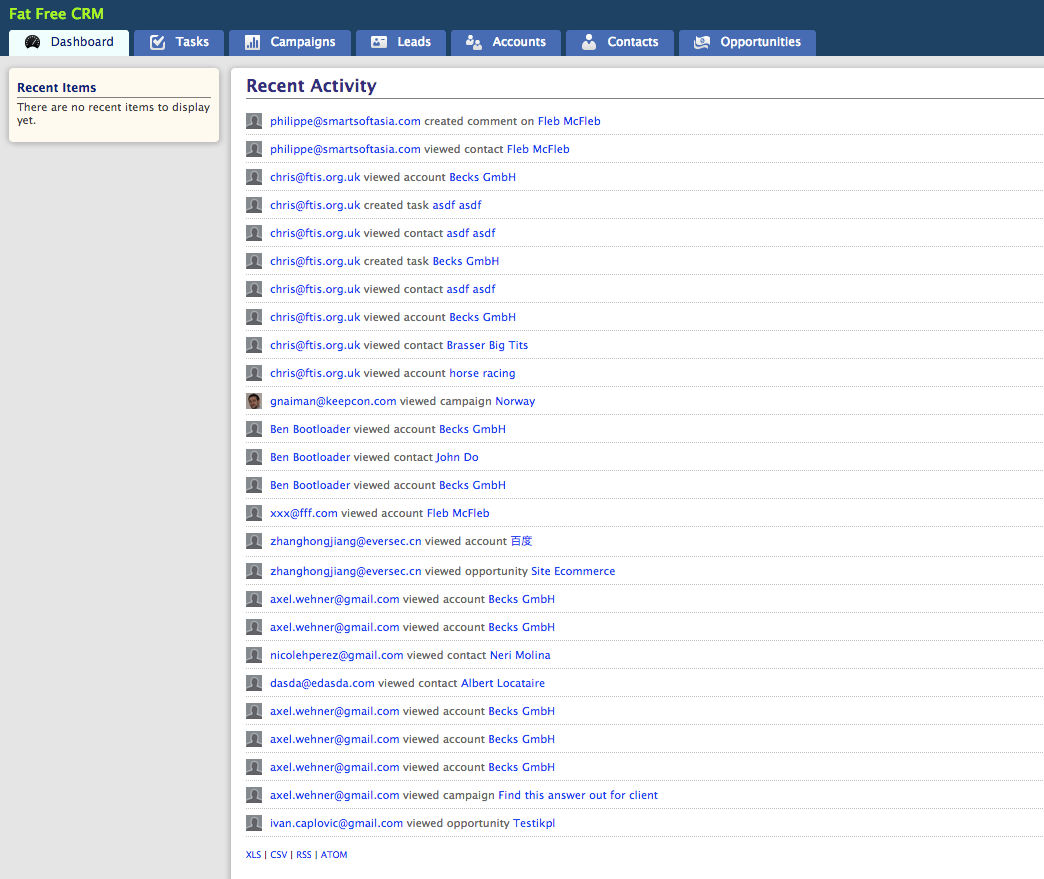 Fat Free CRM
Dashboard Tasks Campaigns Leads Accounts Contacts Opportunities
Recent Items
There are no recent items to display
yet.
Recent Activity
philippe@smartsoftasia.com created comment on Fleb McFleb
philippe@smartsoftasia.com viewed contact Fleb McFleb
chris@ftis.org.uk viewed account Becks GmbH
chris@ftis.org.uk created task asdf asdf
chris@ftis.org.uk viewed contact asdf asdf
chris@ftis.org.uk created task Becks GmbH
chris@ftis.org.uk viewed contact asdf asdf
chris@ftis.org.uk viewed account Becks GmbH
chris@ftis.org.uk viewed contact Brasser Big Tits
chris@ftis.org.uk viewed account horse racing
gnaiman@keepcon.com viewed campaign Norway
Ben Bootloader viewed account Becks GmbH
Ben Bootloader viewed contact John Do
Ben Bootloader viewed account Becks GmbH
xxx@fff.com viewed account Fleb McFleb
zhanghongjiang@eversec.cn viewed account 百度
zhanghongjiang@eversec.cn viewed opportunity Site Ecommerce
axel.wehner@gmail.com viewed account Becks GmbH
axel.wehner@gmail.com viewed account Becks GmbH
nicolehperez@gmail.com viewed contact Neri Molina
dasda@edasda.com viewed contact Albert Locataire
axel.wehner@gmail.com viewed account Becks GmbH
axel.wehner@gmail.com viewed account Becks GmbH
axel.wehner@gmail.com viewed account Becks GmbH
axel.wehner@gmail.com viewed campaign Find this answer out for client
ivan.caplovic@gmail.com viewed opportunity Testikpl
XLS | CSV | RSS | ATOM